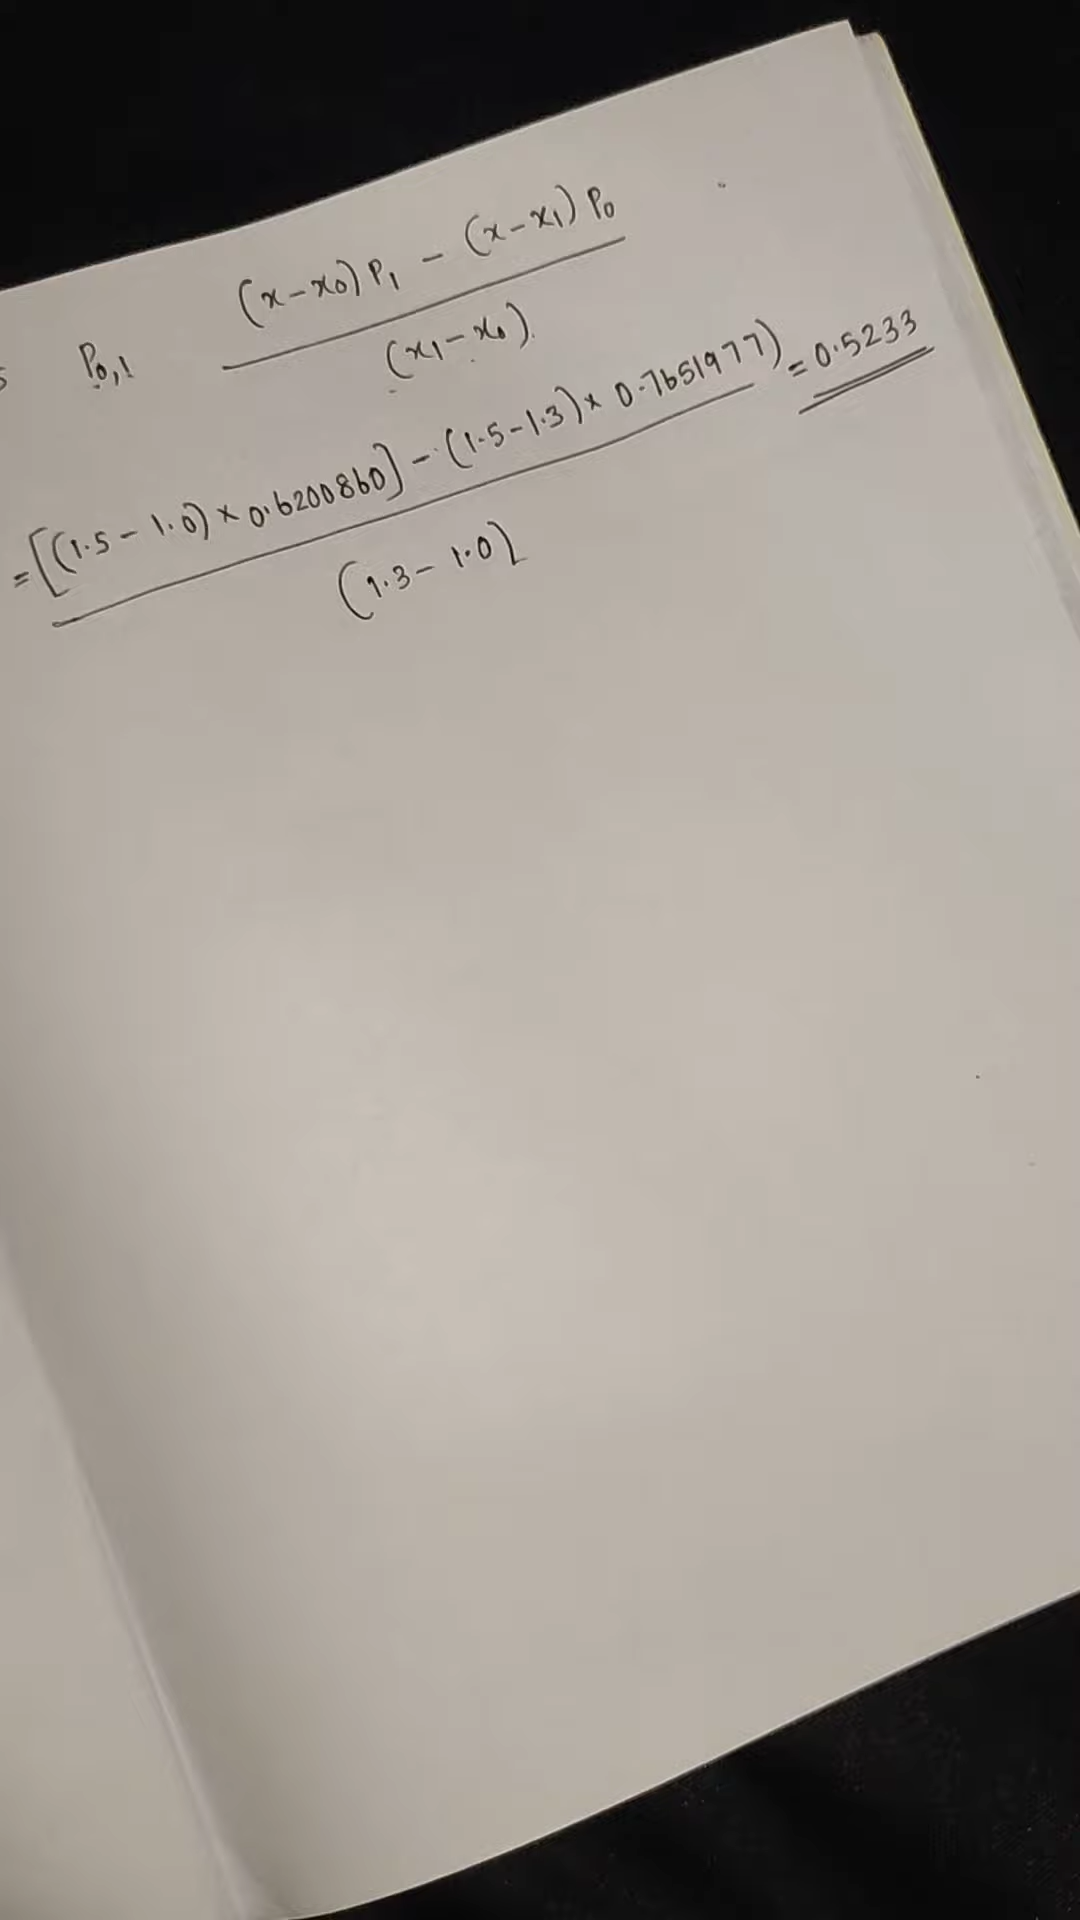 P0,1 (x-x0) P1 - (x-x1) P0
(x1-x0).
= [(1.5 - 1.0) × 0.6200860] - (1.5-1.3) × 0.7651977) = 0.5233
(1.3 - 1.0]